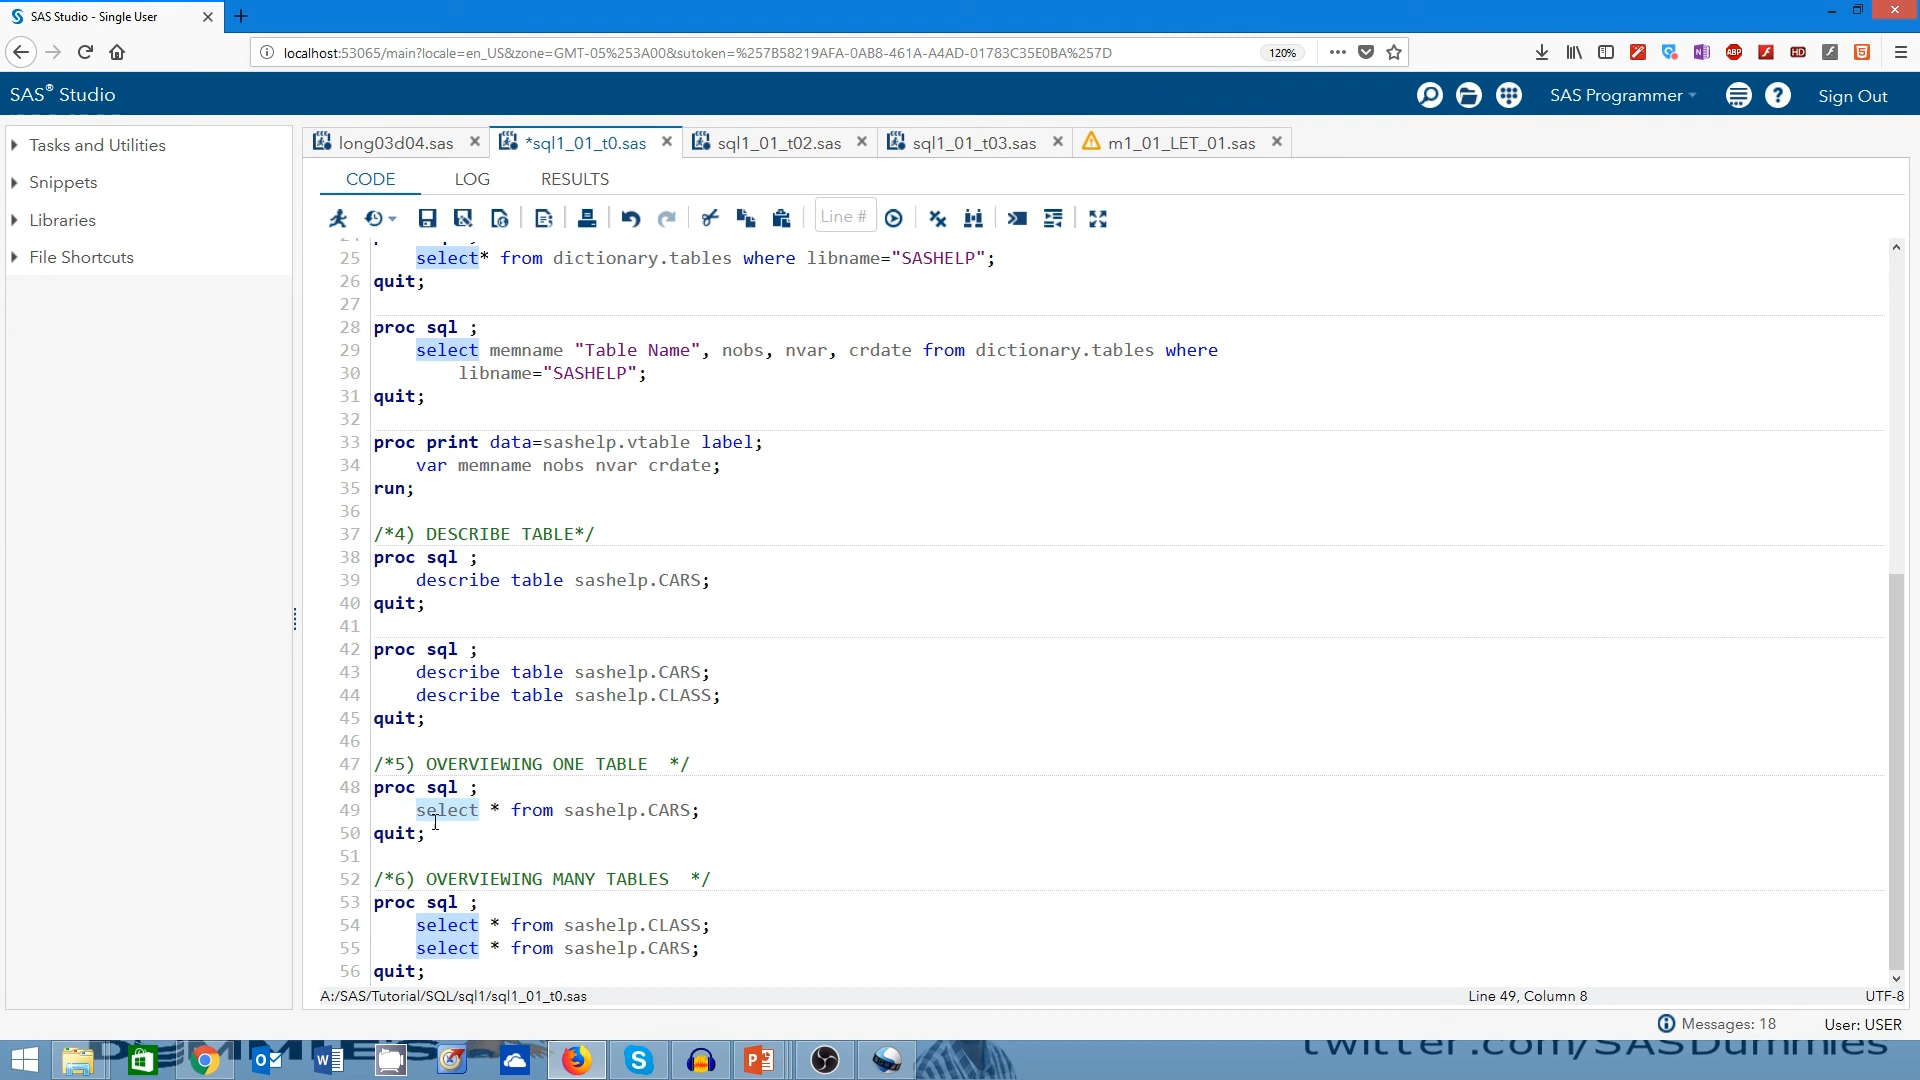 SAS Studio - Single User
localhost:53065/main?locale=en_US&zone=GMT-05%253A00&sutoken=%257B58219AFA-0AB8-461A-A4AD-01783C35E0BA%257D
120%
ABP
HD
SAS® Studio
SAS Programmer
Sign Out
Tasks and Utilities
Snippets
Libraries
File Shortcuts
long03d04.sas
*sql1_01_t0.sas
sql1_01_t02.sas
sql1_01_t03.sas
m1_01_LET_01.sas
CODE
LOG
RESULTS
Line #
25 select* from dictionary.tables where libname="SASHELP";
26 quit;
27
28 proc sql ;
29 select memname "Table Name", nobs, nvar, crdate from dictionary.tables where
30 libname="SASHELP";
31 quit;
32
33 proc print data=sashelp.vtable label;
34 var memname nobs nvar crdate;
35 run;
36
37 /*4) DESCRIBE TABLE*/
38 proc sql ;
39 describe table sashelp.CARS;
40 quit;
41
42 proc sql ;
43 describe table sashelp.CARS;
44 describe table sashelp.CLASS;
45 quit;
46
47 /*5) OVERVIEWING ONE TABLE */
48 proc sql ;
49 select * from sashelp.CARS;
50 quit;
51
52 /*6) OVERVIEWING MANY TABLES */
53 proc sql ;
54 select * from sashelp.CLASS;
55 select * from sashelp.CARS;
56 quit;
A:/SAS/Tutorial/SQL/sql1/sql1_01_t0.sas
Line 49, Column 8
UTF-8
Messages: 18
User: USER
twitter.com/SASDummies